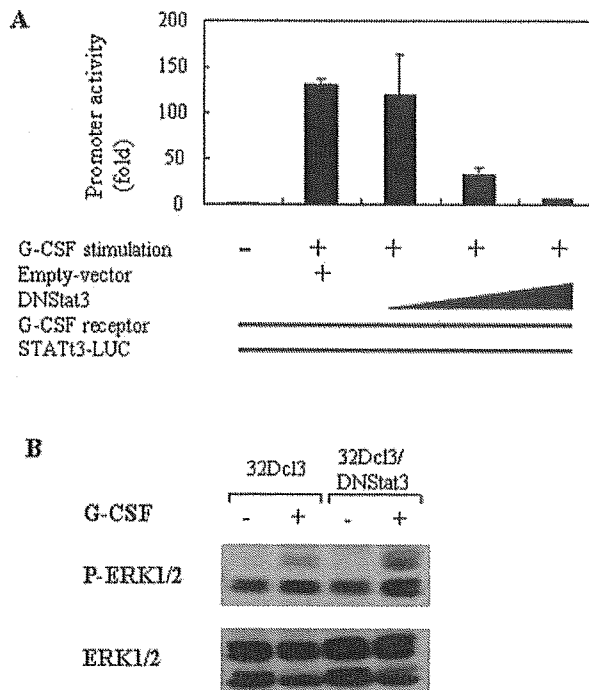 A
200
150
100
50
0
Promoter activity
(fold)
G-CSF stimulation - + + + +
Empty-vector +
DNStat3
G-CSF receptor
STATt3-LUC
B
32Dcl3 32Dcl3/
DNStat3
G-CSF - + - +
P-ERK1/2
ERK1/2